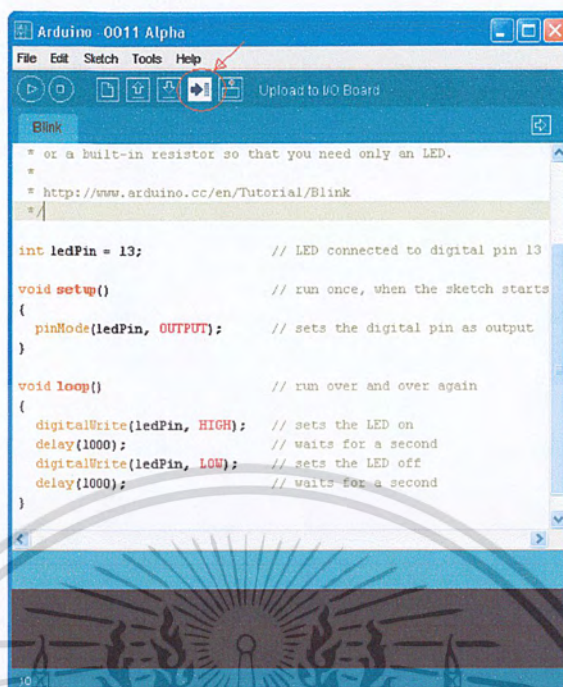 Arduino - 0011 Alpha
File Edit Sketch Tools Help
Upload to I/O Board
Blink
* or a built-in resistor so that you need only an LED.
*
* http://www.arduino.cc/en/Tutorial/Blink
*/
int ledPin = 13; // LED connected to digital pin 13
void setup() // run once, when the sketch starts
{
pinMode(ledPin, OUTPUT); // sets the digital pin as output
}
void loop() // run over and over again
{
digitalWrite(ledPin, HIGH); // sets the LED on
delay(1000); // waits for a second
digitalWrite(ledPin, LOW); // sets the LED off
delay(1000); // waits for a second
}
10